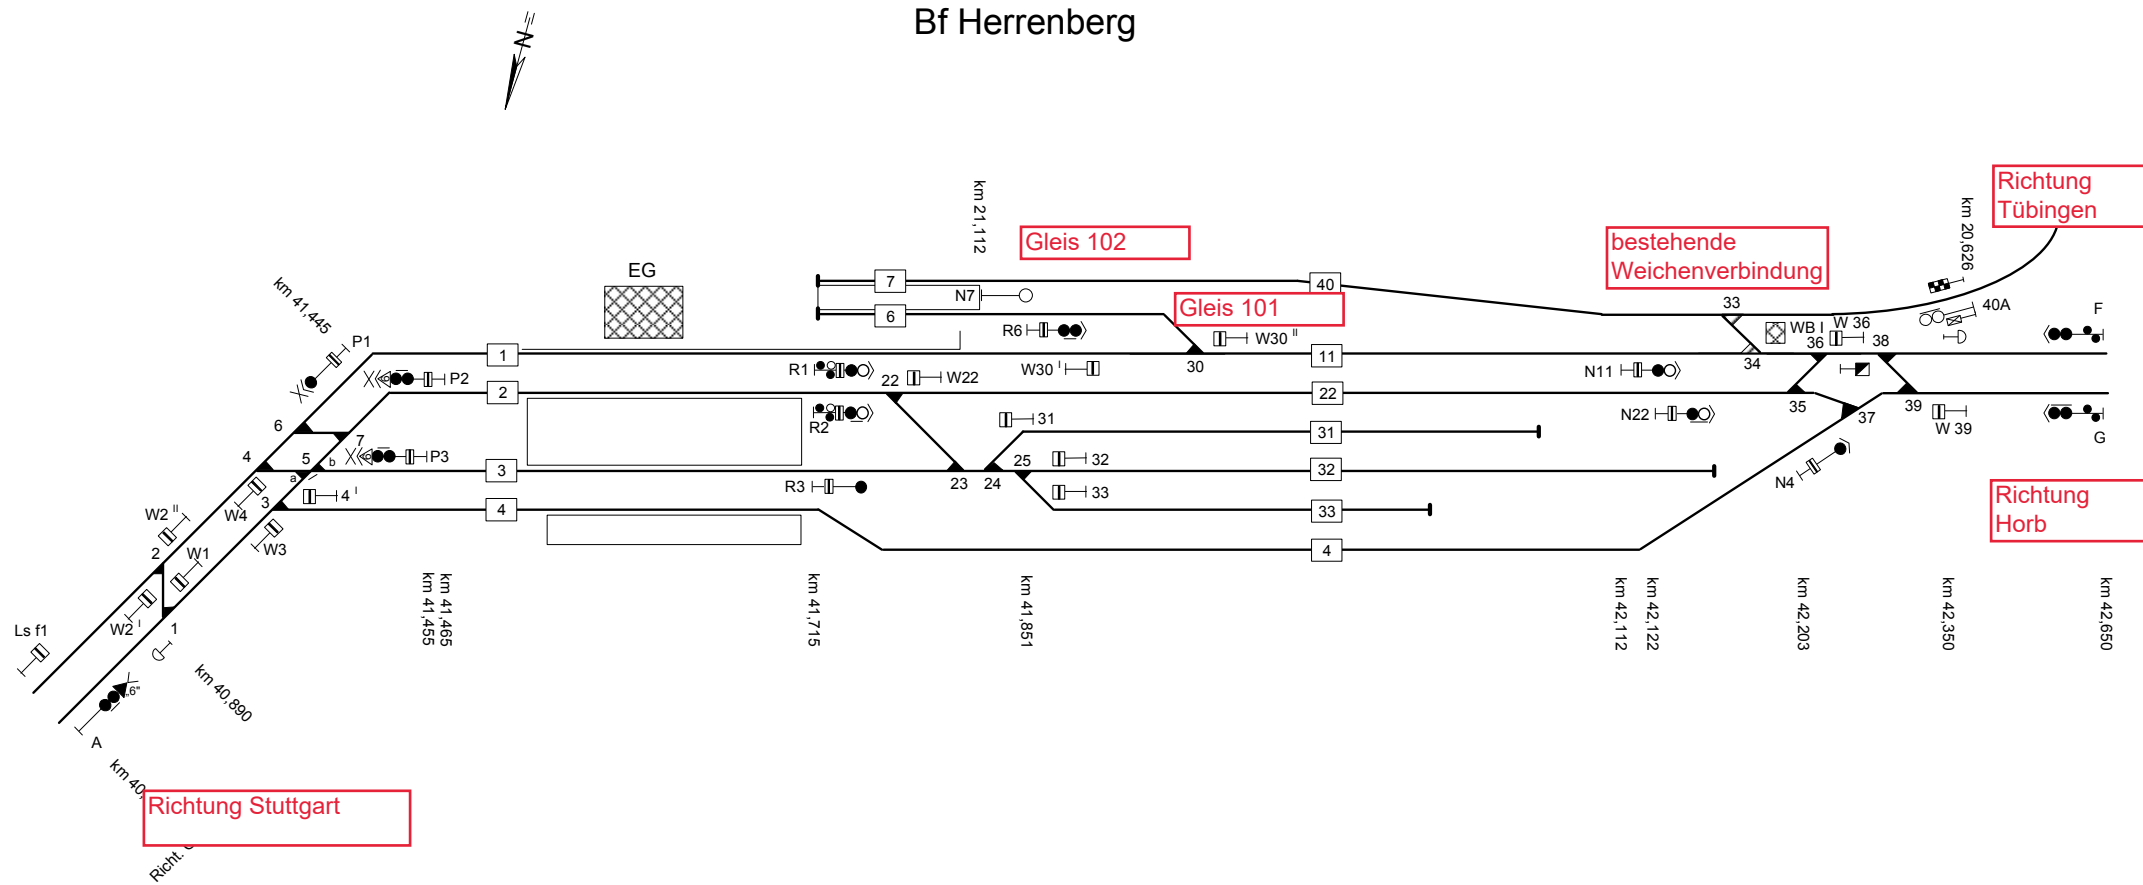 Bf Herrenberg
N
Richtung
Tübingen
km 21,112
km 20,626
Gleis 102
bestehende
Weichenverbindung
EG
7
N7
40
Gleis 101
33
40A
F
km 41,445
6
R6
W30 II
WB I
W 36
P1
1
30
11
34
36
38
R1
W30 I
N11
P2
22
W22
2
22
35
39
6
7
R2
31
N22
37
W 39
G
31
4
5
b
P3
25
32
a
3
23
24
32
N4
R3
4 I
33
3
W4
4
33
Richtung
Horb
W2 II
W3
2
W1
4
km 41,455
km 41,465
km 41,715
km 41,851
km 42,112
km 42,122
km 42,203
km 42,350
km 42,650
W2 I
1
Ls f1
km 40,890
„6"
A
km 40,
Richtung Stuttgart
Richt.